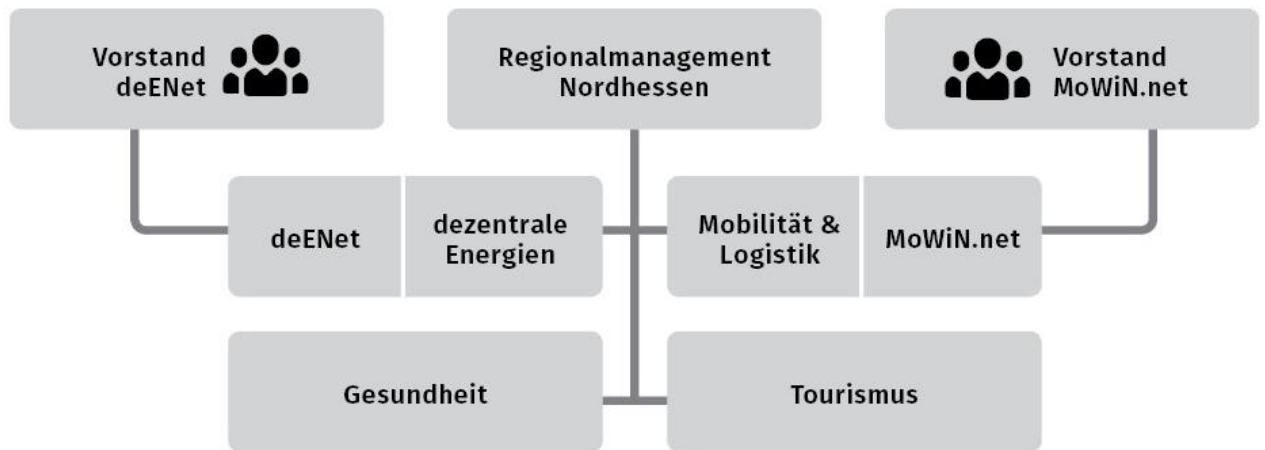 Vorstand
deENet
Regionalmanagement
Nordhessen
Vorstand
MoWiN.net
deENet
dezentrale
Energien
Mobilität &
Logistik
MoWiN.net
Gesundheit
Tourismus